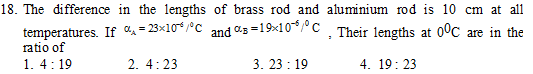 18. The difference in the lengths of brass rod and aluminium rod is 10 cm at all
temperatures. If α_A = 23×10⁻⁶/⁰C and α_B = 19×10⁻⁶/⁰C , Their lengths at 0⁰C are in the
ratio of
1. 4 : 19 2. 4 : 23 3. 23 : 19 4. 19 : 23